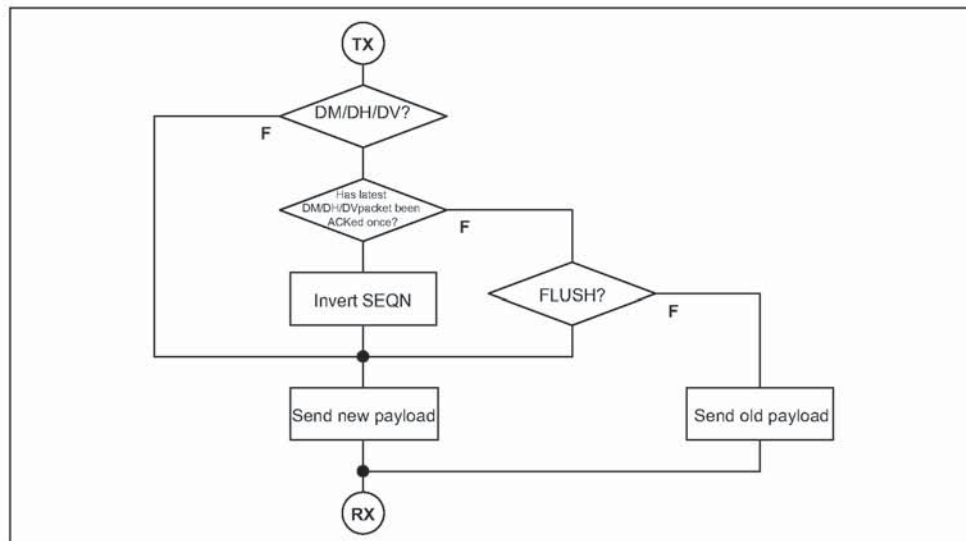 TX
DM/DH/DV?
F
Has latest
DM/DH/DVpacket been
ACKed once?
F
Invert SEQN
FLUSH?
F
Send new payload
Send old payload
RX